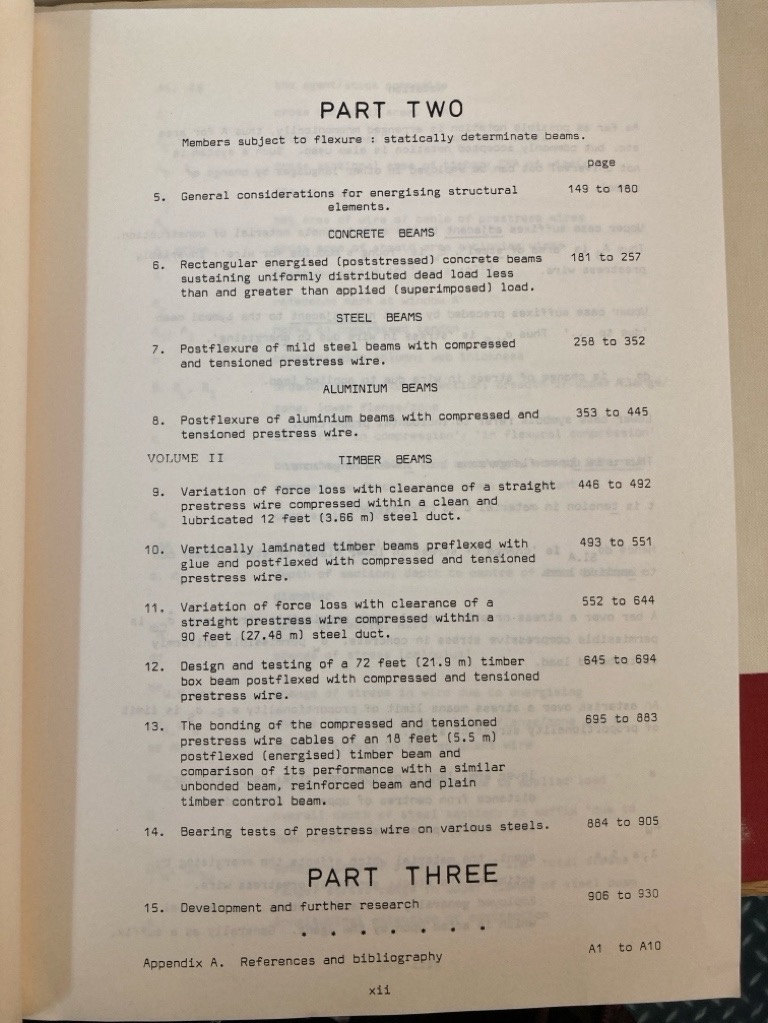 PART TWO
Members subject to flexure : statically determinate beams.
page
5. General considerations for energising structural 149 to 180
elements.
CONCRETE BEAMS
6. Rectangular energised (poststressed) concrete beams 181 to 257
sustaining uniformly distributed dead load less
than and greater than applied (superimposed) load.
STEEL BEAMS
7. Postflexure of mild steel beams with compressed 258 to 352
and tensioned prestress wire.
ALUMINIUM BEAMS
8. Postflexure of aluminium beams with compressed and 353 to 445
tensioned prestress wire.
VOLUME II TIMBER BEAMS
9. Variation of force loss with clearance of a straight 446 to 492
prestress wire compressed within a clean and
lubricated 12 feet (3.66 m) steel duct.
10. Vertically laminated timber beams preflexed with 493 to 551
glue and postflexed with compressed and tensioned
prestress wire.
11. Variation of force loss with clearance of a 552 to 644
straight prestress wire compressed within a
90 feet (27.48 m) steel duct.
12. Design and testing of a 72 feet (21.9 m) timber 645 to 694
box beam postflexed with compressed and tensioned
prestress wire.
13. The bonding of the compressed and tensioned 695 to 883
prestress wire cables of an 18 feet (5.5 m)
postflexed (energised) timber beam and
comparison of its performance with a similar
unbonded beam, reinforced beam and plain
timber control beam.
14. Bearing tests of prestress wire on various steels. 884 to 905
PART THREE
15. Development and further research 906 to 930
. . . . . . .
Appendix A. References and bibliography A1 to A10
xii